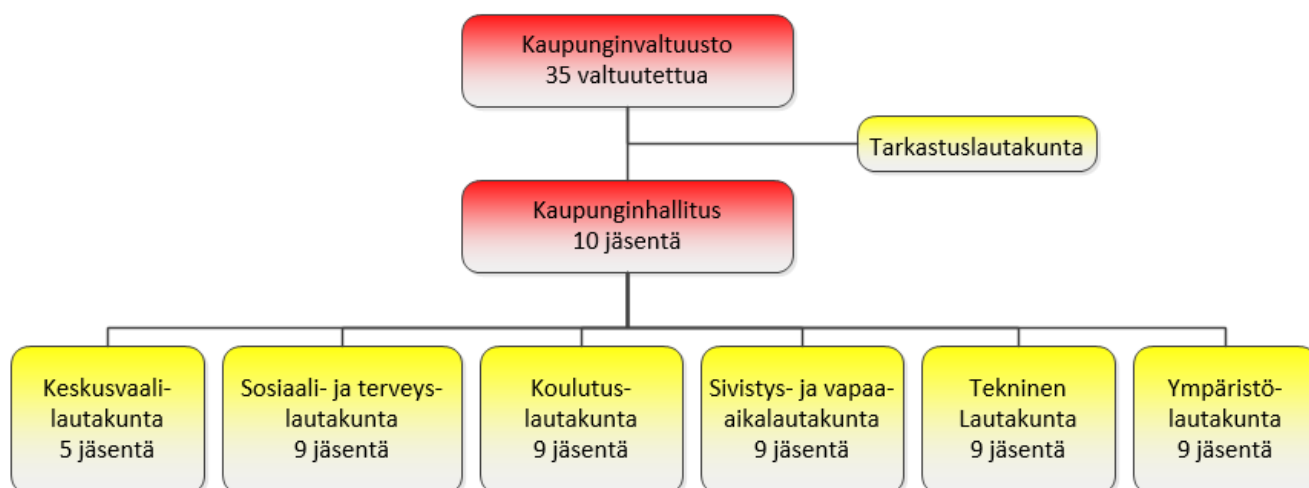 Kaupunginvaltuusto
35 valtuutettua
Tarkastuslautakunta
Kaupunginhallitus
10 jäsentä
Keskusvaali-
lautakunta
5 jäsentä
Sosiaali- ja terveys-
lautakunta
9 jäsentä
Koulutus-
lautakunta
9 jäsentä
Sivistys- ja vapaa-
aikalautakunta
9 jäsentä
Tekninen
Lautakunta
9 jäsentä
Ympäristö-
lautakunta
9 jäsentä